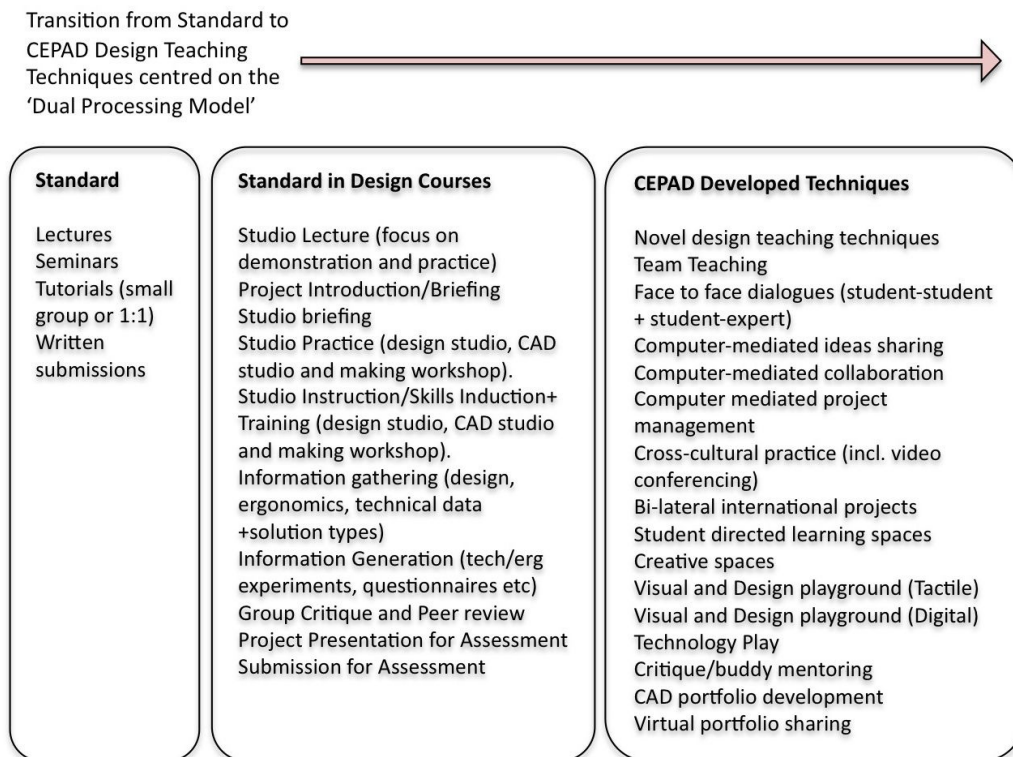 Transition from Standard to
CEPAD Design Teaching
Techniques centred on the
‘Dual Processing Model’
Standard
Lectures
Seminars
Tutorials (small
group or 1:1)
Written
submissions
Standard in Design Courses
Studio Lecture (focus on
demonstration and practice)
Project Introduction/Briefing
Studio briefing
Studio Practice (design studio, CAD
studio and making workshop).
Studio Instruction/Skills Induction+
Training (design studio, CAD studio
and making workshop).
Information gathering (design,
ergonomics, technical data
+solution types)
Information Generation (tech/erg
experiments, questionnaires etc)
Group Critique and Peer review
Project Presentation for Assessment
Submission for Assessment
CEPAD Developed Techniques
Novel design teaching techniques
Team Teaching
Face to face dialogues (student-student
+ student-expert)
Computer-mediated ideas sharing
Computer-mediated collaboration
Computer mediated project
management
Cross-cultural practice (incl. video
conferencing)
Bi-lateral international projects
Student directed learning spaces
Creative spaces
Visual and Design playground (Tactile)
Visual and Design playground (Digital)
Technology Play
Critique/buddy mentoring
CAD portfolio development
Virtual portfolio sharing